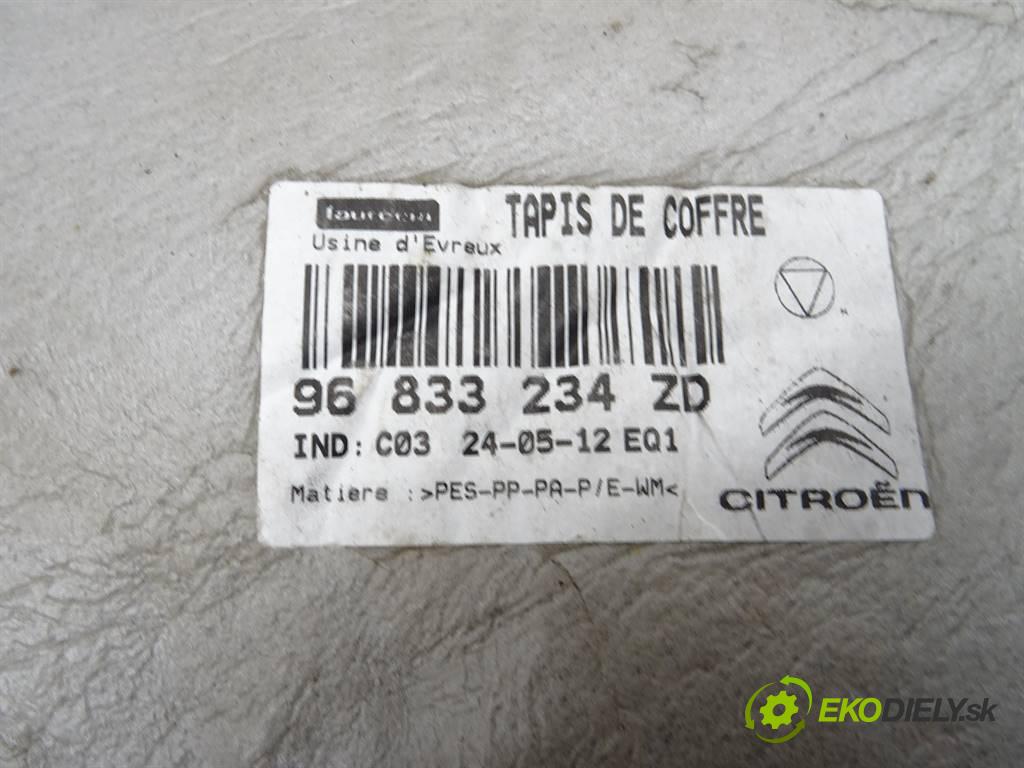 faurecia TAPIS DE COFFRE
Usine d'Evreux
96 833 234 ZD
IND: C03 24-05-12 EQ1
Matiere :>PES-PP-PA-P/E-WM<
CITROËN
EKODIELY.sk